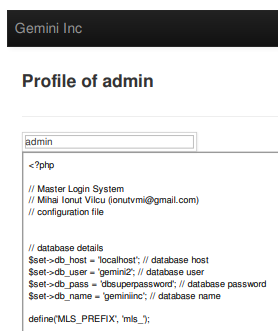 Gemini Inc
Profile of admin
admin
<?php
// Master Login System
// Mihai Ionut Vilcu (ionutvmi@gmail.com)
// configuration file
// database details
$set->db_host = 'localhost'; // database host
$set->db_user = 'gemini2'; // database user
$set->db_pass = 'dbsuperpassword'; // database password
$set->db_name = 'geminiinc'; // database name
define('MLS_PREFIX', 'mls_');